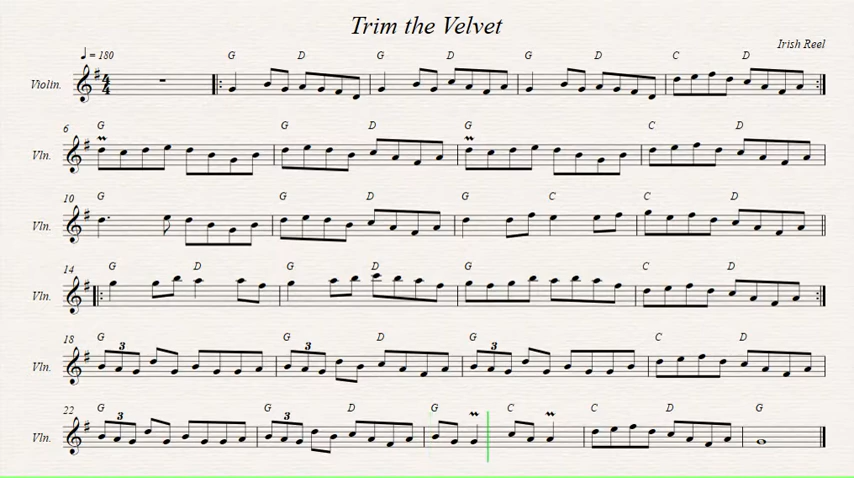 Trim the Velvet
Irish Reel
♩ = 180
G D G D G D C D
Violin.
6
G G D G C D
Vln.
10
G G D G C C D
Vln.
14
G D G D G C D
Vln.
18
G G D G C D
3 3 3
Vln.
22
G G D G C C D G
3 3
Vln.